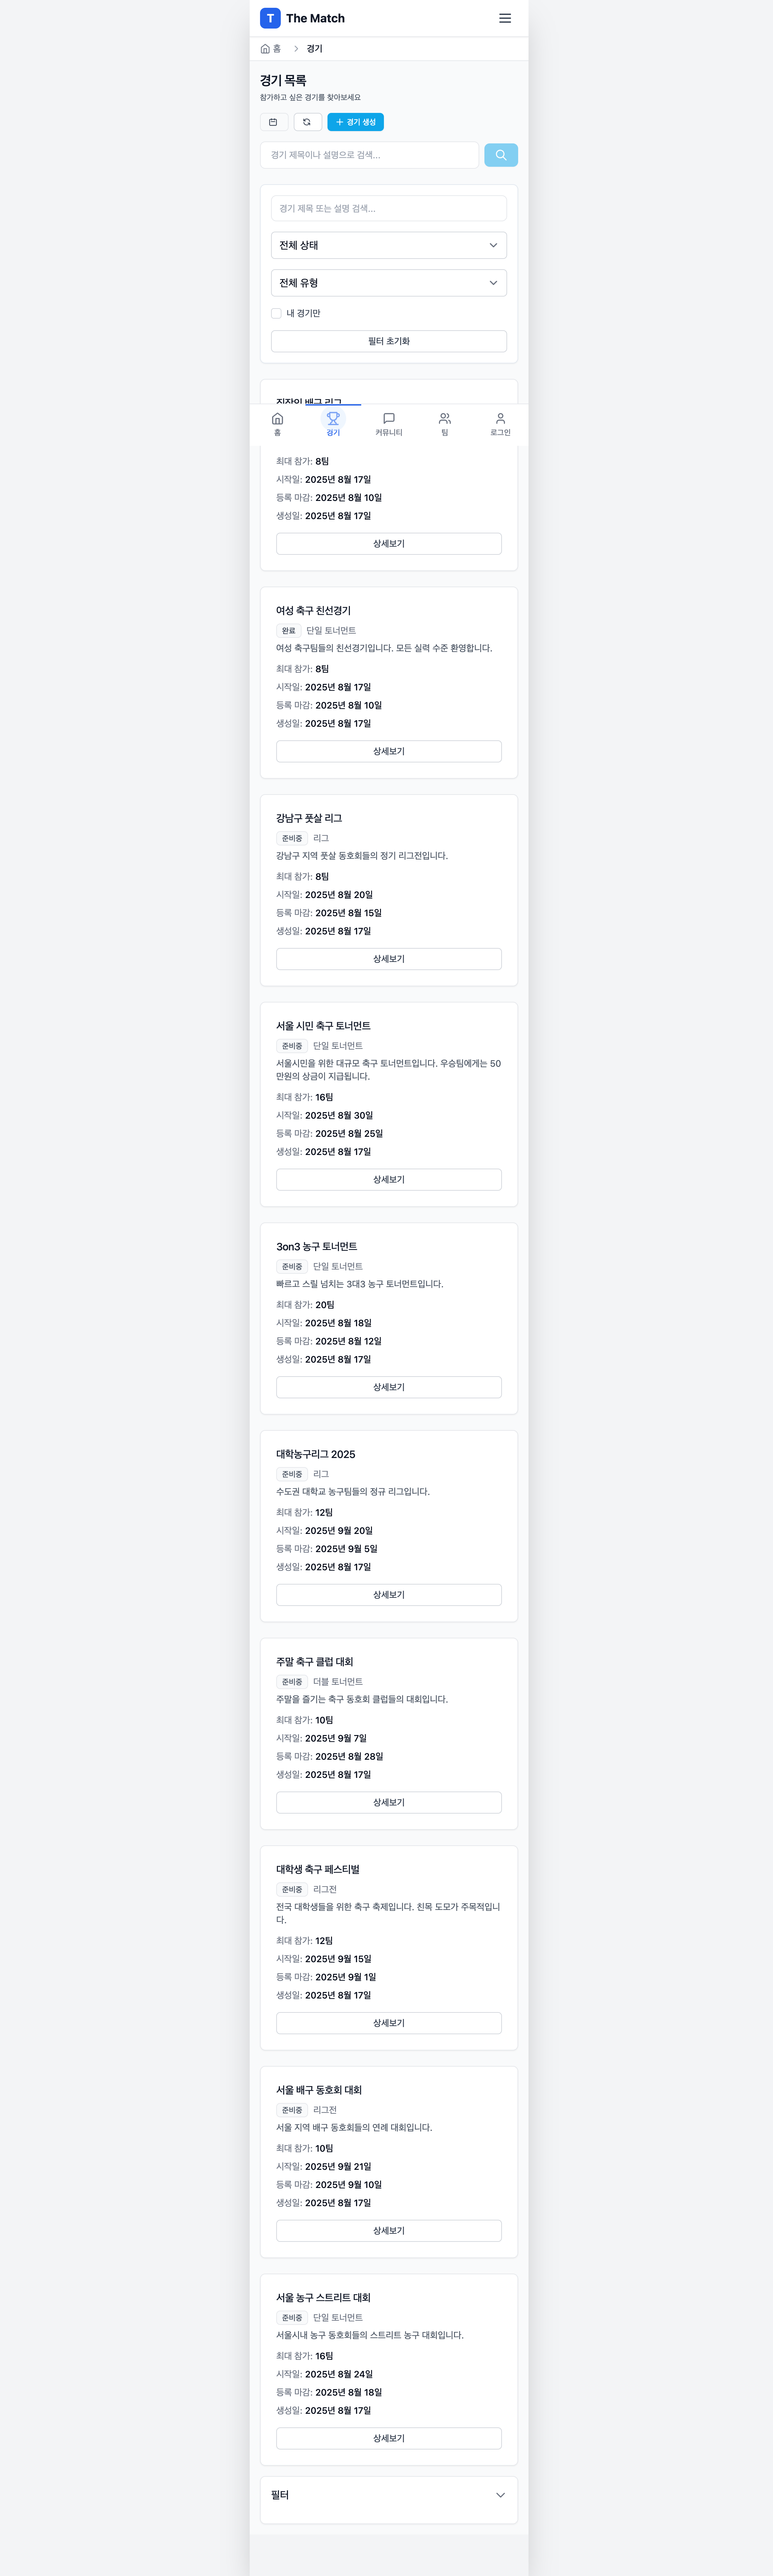 T The Match
홈 > 경기
경기 목록
참가하고 싶은 경기를 찾아보세요
+ 경기 생성
경기 제목이나 설명으로 검색...
경기 제목 또는 설명 검색...
전체 상태
전체 유형
내 경기만
필터 초기화
직장인 배구 리그
홈 경기 커뮤니티 팀 로그인
최대 참가: 8팀
시작일: 2025년 8월 17일
등록 마감: 2025년 8월 10일
생성일: 2025년 8월 17일
상세보기
여성 축구 친선경기
완료 단일 토너먼트
여성 축구팀들의 친선경기입니다. 모든 실력 수준 환영합니다.
최대 참가: 8팀
시작일: 2025년 8월 17일
등록 마감: 2025년 8월 10일
생성일: 2025년 8월 17일
상세보기
강남구 풋살 리그
준비중 리그
강남구 지역 풋살 동호회들의 정기 리그전입니다.
최대 참가: 8팀
시작일: 2025년 8월 20일
등록 마감: 2025년 8월 15일
생성일: 2025년 8월 17일
상세보기
서울 시민 축구 토너먼트
준비중 단일 토너먼트
서울시민을 위한 대규모 축구 토너먼트입니다. 우승팀에게는 50
만원의 상금이 지급됩니다.
최대 참가: 16팀
시작일: 2025년 8월 30일
등록 마감: 2025년 8월 25일
생성일: 2025년 8월 17일
상세보기
3on3 농구 토너먼트
준비중 단일 토너먼트
빠르고 스릴 넘치는 3대3 농구 토너먼트입니다.
최대 참가: 20팀
시작일: 2025년 8월 18일
등록 마감: 2025년 8월 12일
생성일: 2025년 8월 17일
상세보기
대학농구리그 2025
준비중 리그
수도권 대학교 농구팀들의 정규 리그입니다.
최대 참가: 12팀
시작일: 2025년 9월 20일
등록 마감: 2025년 9월 5일
생성일: 2025년 8월 17일
상세보기
주말 축구 클럽 대회
준비중 더블 토너먼트
주말을 즐기는 축구 동호회 클럽들의 대회입니다.
최대 참가: 10팀
시작일: 2025년 9월 7일
등록 마감: 2025년 8월 28일
생성일: 2025년 8월 17일
상세보기
대학생 축구 페스티벌
준비중 리그전
전국 대학생들을 위한 축구 축제입니다. 친목 도모가 주목적입니
다.
최대 참가: 12팀
시작일: 2025년 9월 15일
등록 마감: 2025년 9월 1일
생성일: 2025년 8월 17일
상세보기
서울 배구 동호회 대회
준비중 리그전
서울 지역 배구 동호회들의 연례 대회입니다.
최대 참가: 10팀
시작일: 2025년 9월 21일
등록 마감: 2025년 9월 10일
생성일: 2025년 8월 17일
상세보기
서울 농구 스트리트 대회
준비중 단일 토너먼트
서울시내 농구 동호회들의 스트리트 농구 대회입니다.
최대 참가: 16팀
시작일: 2025년 8월 24일
등록 마감: 2025년 8월 18일
생성일: 2025년 8월 17일
상세보기
필터